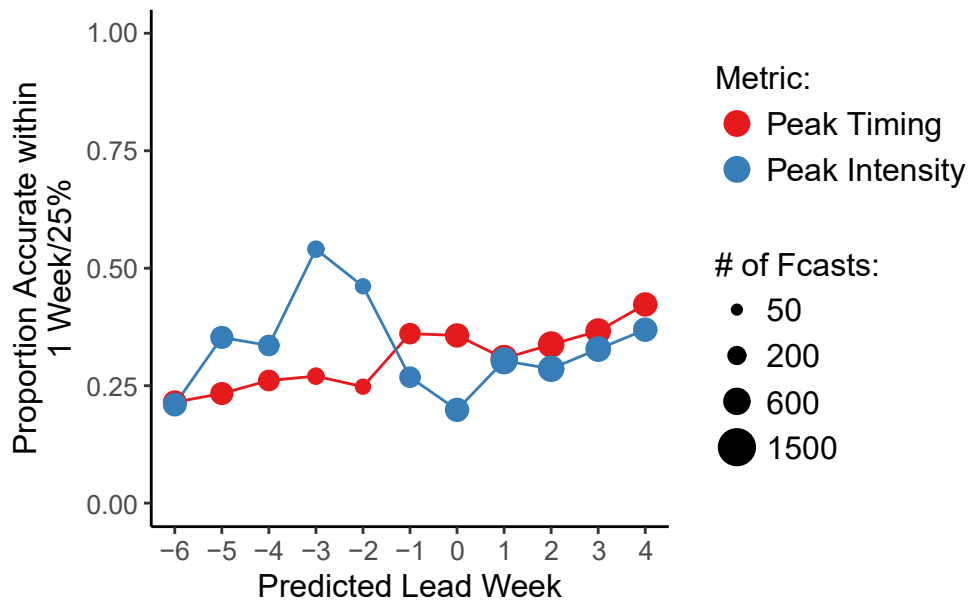 Proportion Accurate within
1 Week/25%
1.00
0.75
0.50
0.25
0.00
−6 −5 −4 −3 −2 −1 0 1 2 3 4
Predicted Lead Week
Metric:
Peak Timing
Peak Intensity
# of Fcasts:
50
200
600
1500